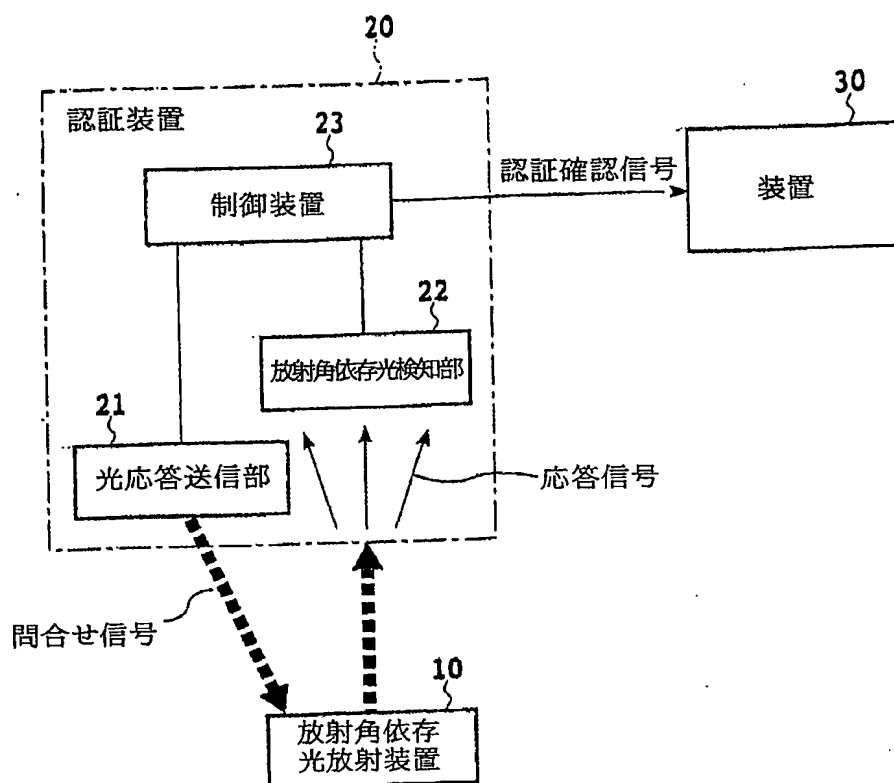 20
認証装置
23
制御装置
認証確認信号
30
装置
22
放射角依存光検知部
21
光応答送信部
応答信号
問合せ信号
10
放射角依存
光放射装置